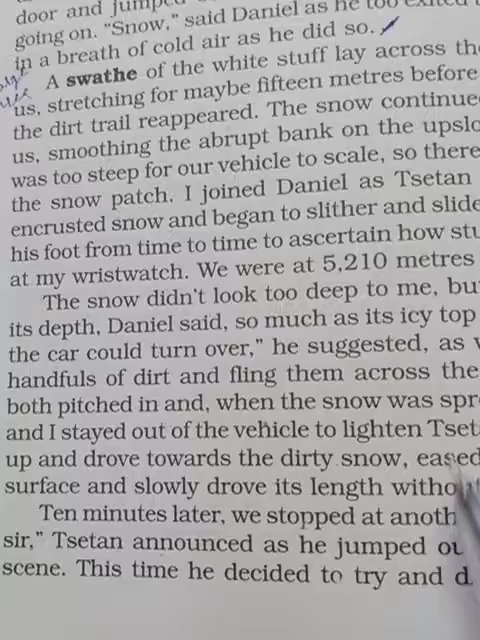 door and jumped
going on. "Snow," said Daniel as he too exited
in a breath of cold air as he did so.
A swathe of the white stuff lay across the
us, stretching for maybe fifteen metres before
the dirt trail reappeared. The snow continue
us, smoothing the abrupt bank on the upslo
was too steep for our vehicle to scale, so there
the snow patch. I joined Daniel as Tsetan
encrusted snow and began to slither and slide
his foot from time to time to ascertain how stu
at my wristwatch. We were at 5,210 metres
The snow didn't look too deep to me, bu
its depth, Daniel said, so much as its icy top
the car could turn over," he suggested, as
handfuls of dirt and fling them across the
both pitched in and, when the snow was spr
and I stayed out of the vehicle to lighten Tset
up and drove towards the dirty snow, eased
surface and slowly drove its length withou
Ten minutes later, we stopped at anoth
sir," Tsetan announced as he jumped ou
scene. This time he decided to try and d